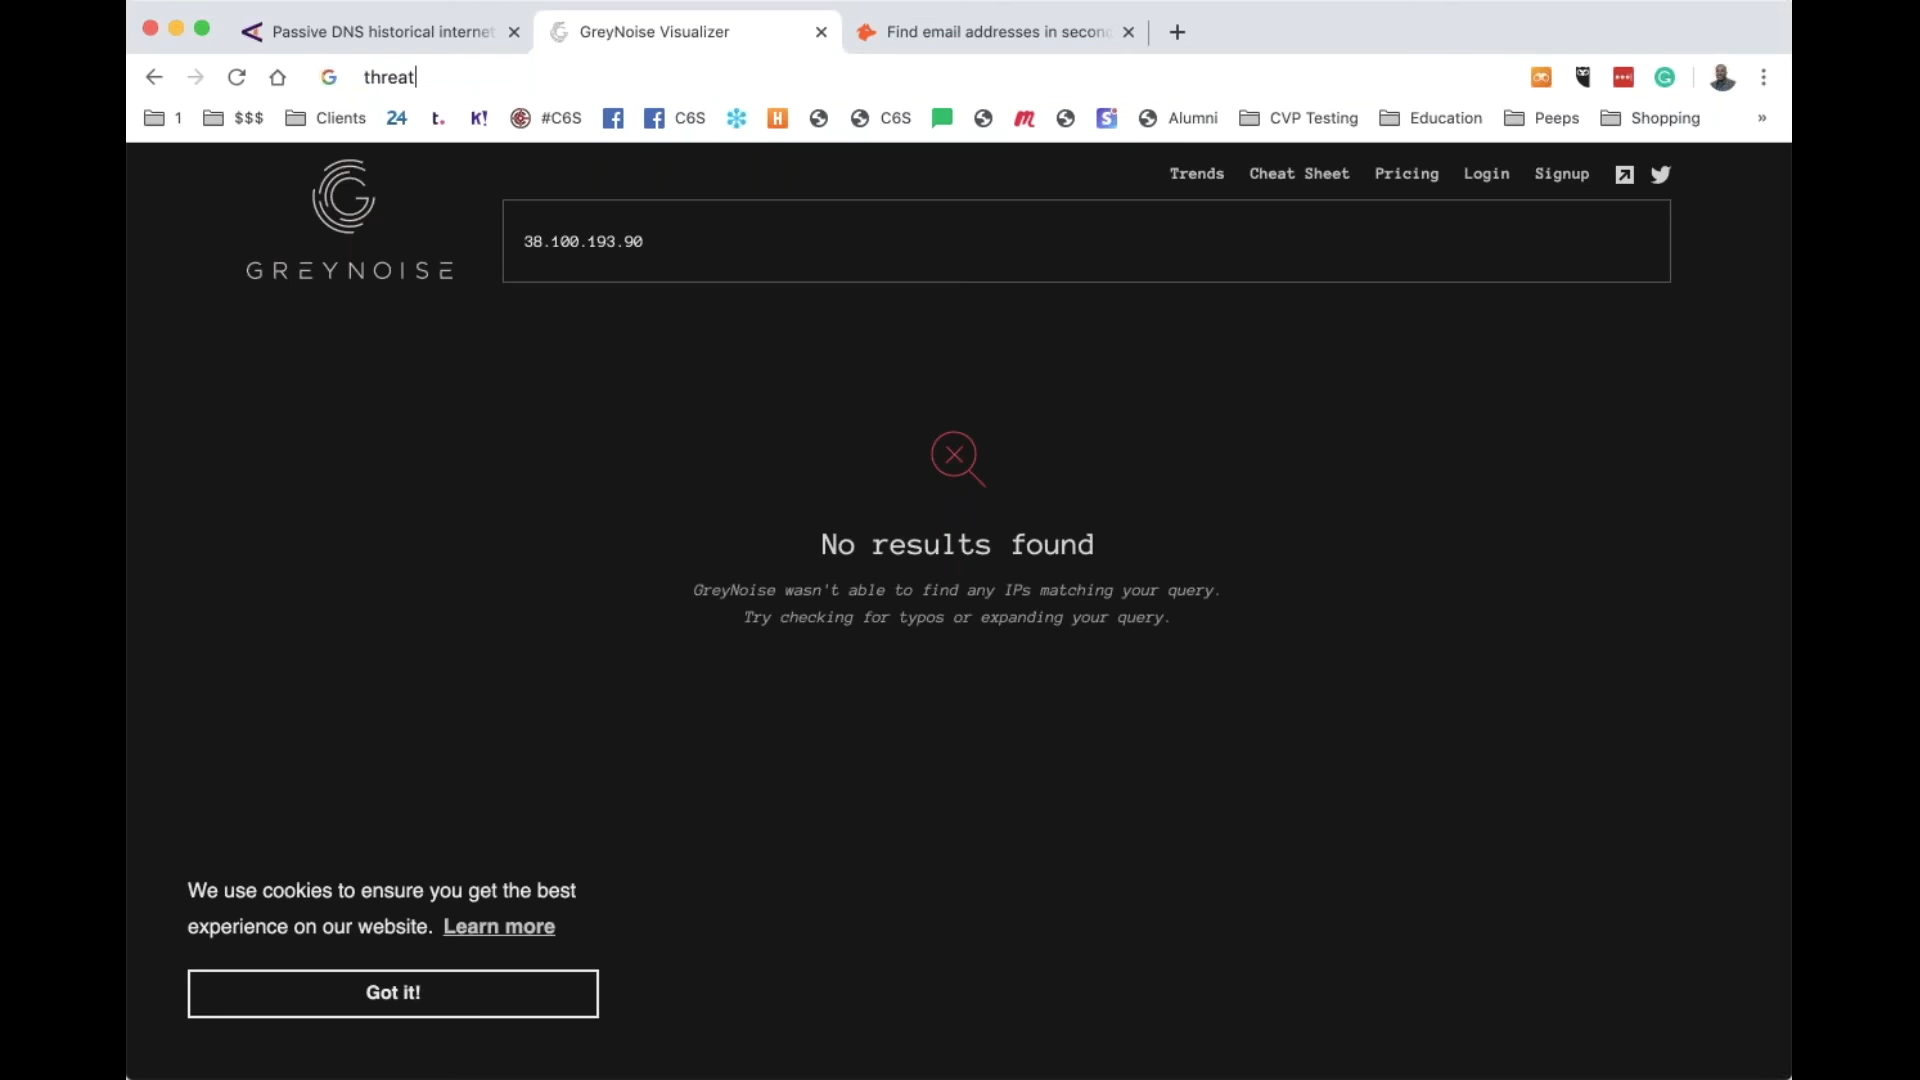 Passive DNS historical internet
GreyNoise Visualizer
Find email addresses in secon
threat
1
$$$
Clients
24
t.
K!
#C6S
C6S
H
C6S
m
S
Alumni
CVP Testing
Education
Peeps
Shopping
»
Trends
Cheat Sheet
Pricing
Login
Signup
38.100.193.90
GREYNOISE
No results found
GreyNoise wasn't able to find any IPs matching your query.
Try checking for typos or expanding your query.
We use cookies to ensure you get the best
experience on our website. Learn more
Got it!